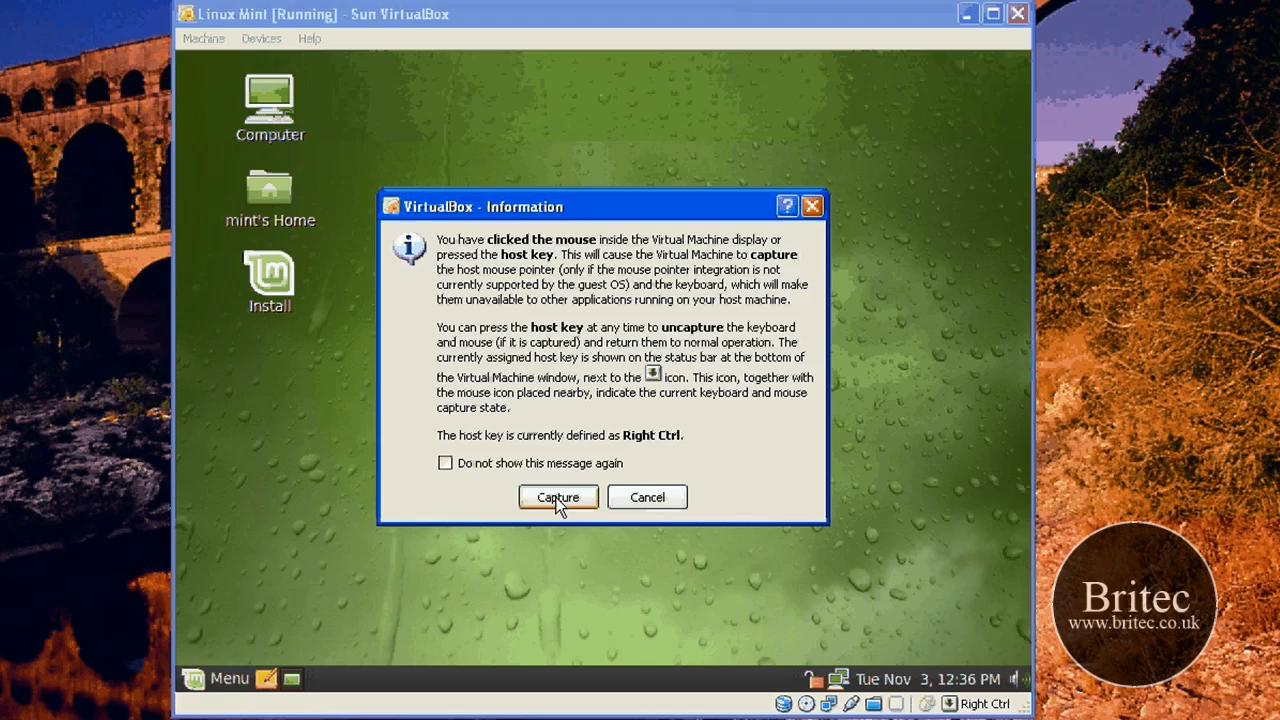 Linux Mint [Running] - Sun VirtualBox
Machine Devices Help
Computer
mint's Home
Install
VirtualBox - Information
You have clicked the mouse inside the Virtual Machine display or
pressed the host key. This will cause the Virtual Machine to capture
the host mouse pointer (only if the mouse pointer integration is not
currently supported by the guest OS) and the keyboard, which will make
them unavailable to other applications running on your host machine.
You can press the host key at any time to uncapture the keyboard
and mouse (if it is captured) and return them to normal operation. The
currently assigned host key is shown on the status bar at the bottom of
the Virtual Machine window, next to the icon. This icon, together with
the mouse icon placed nearby, indicate the current keyboard and mouse
capture state.
The host key is currently defined as Right Ctrl.
Do not show this message again
Capture Cancel
Britec
www.britec.co.uk
Menu Tue Nov 3, 12:36 PM
Right Ctrl